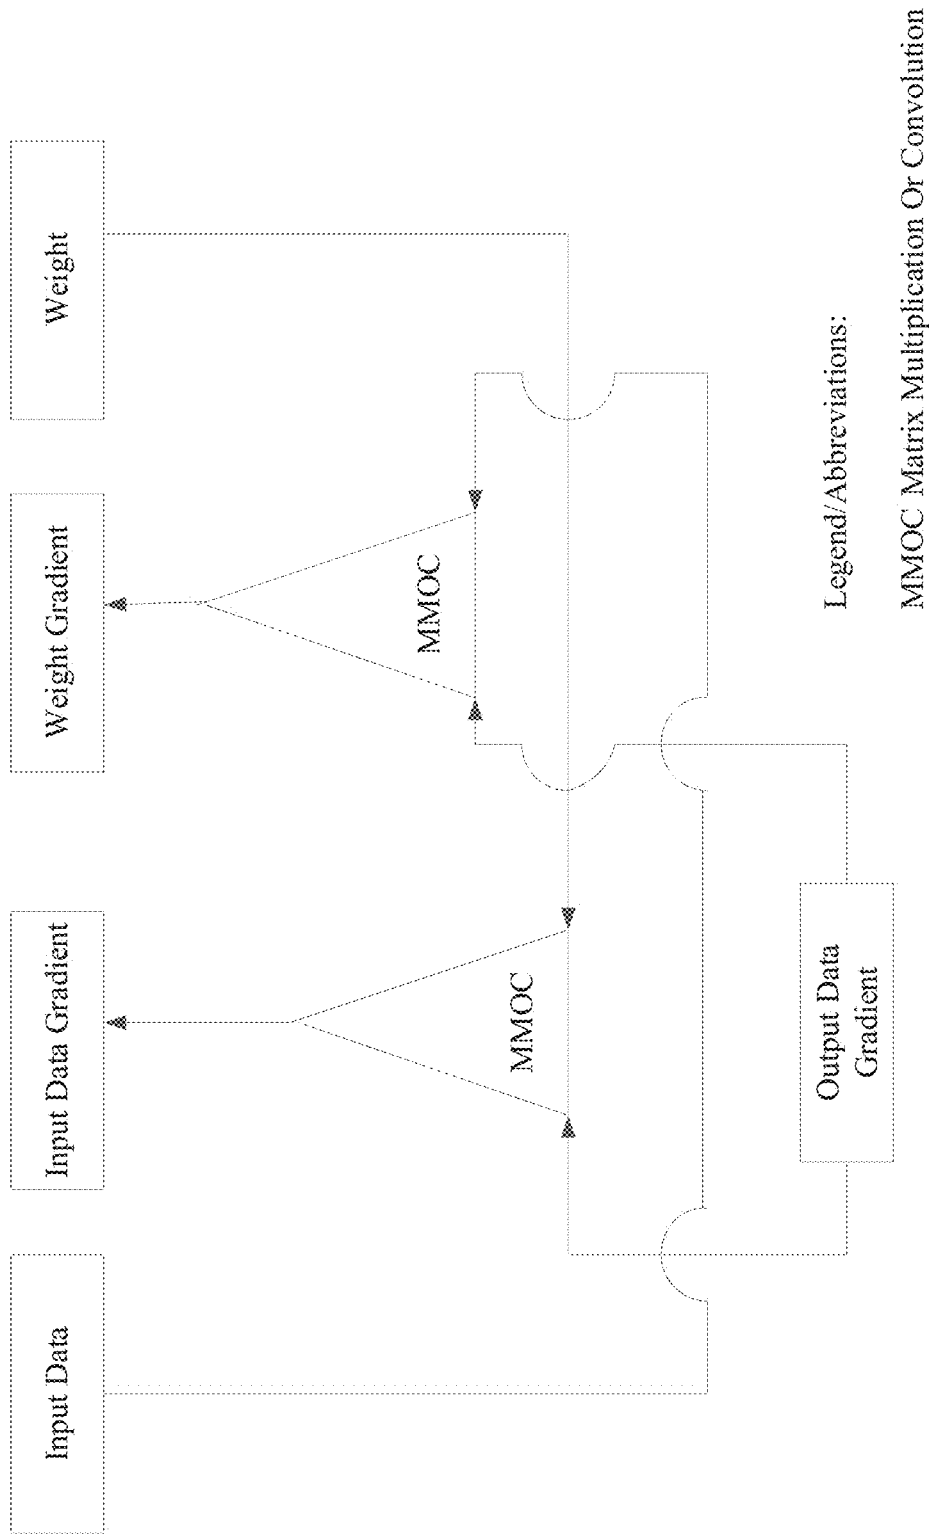 Input Data
Input Data Gradient
Weight Gradient
Weight
MMOC
MMOC
Output Data
Gradient
Legend/Abbreviations:
MMOC Matrix Multiplication Or Convolution